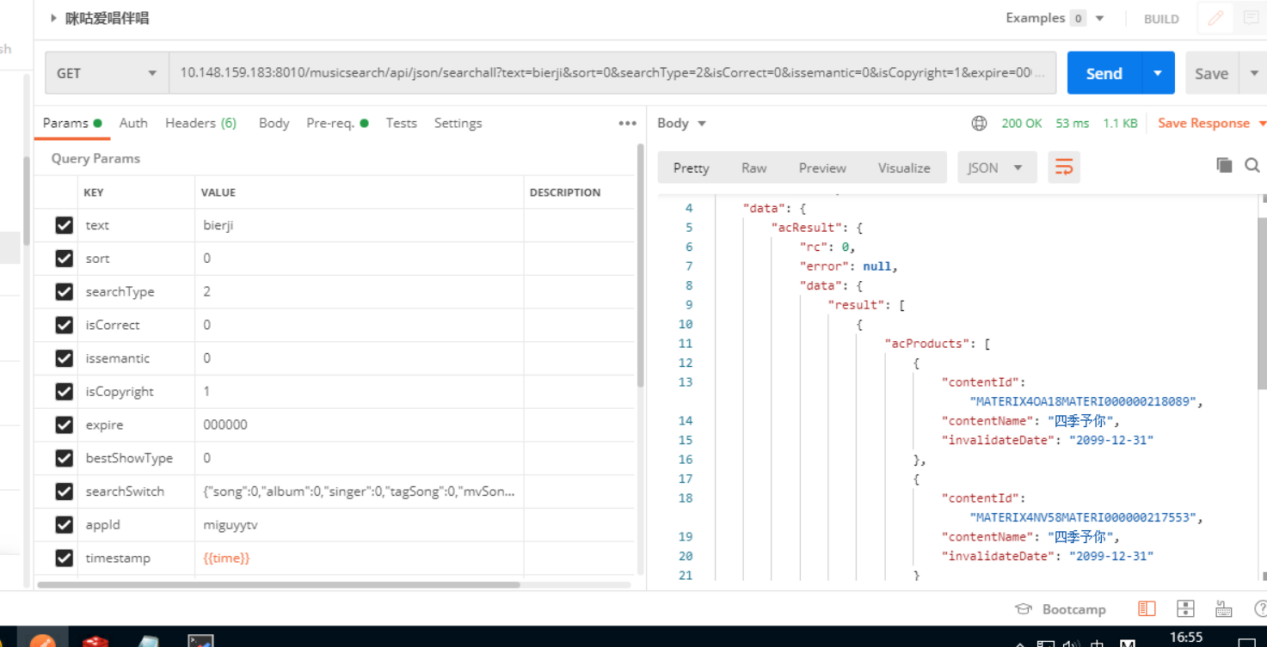 咪咕爱唱伴唱
Examples 0
BUILD
sh
GET
10.148.159.183:8010/musicsearch/api/json/searchall?text=bierji&sort=0&searchType=2&isCorrect=0&issemantic=0&isCopyright=1&expire=00 ...
Send
Save
Params
Auth
Headers (6)
Body
Pre-req.
Tests
Settings
Body
200 OK
53 ms
1.1 KB
Save Response
Query Params
Pretty
Raw
Preview
Visualize
JSON
KEY
VALUE
DESCRIPTION
text
bierji
sort
0
searchType
2
isCorrect
0
issemantic
0
isCopyright
1
expire
000000
bestShowType
0
searchSwitch
{"song":0,"album":0,"singer":0,"tagSong":0,"mvSon...
appId
miguyytv
timestamp
{{time}}
4 "data": {
5 "acResult": {
6 "rc": 0,
7 "error": null,
8 "data": {
9 "result": [
10 {
11 "acProducts": [
12 {
13 "contentId":
"MATERIX4OA18MATERI000000218089",
14 "contentName": "四季予你",
15 "invalidateDate": "2099-12-31"
16 },
17 {
18 "contentId":
"MATERIX4NV58MATERI000000217553",
19 "contentName": "四季予你",
20 "invalidateDate": "2099-12-31"
21 }
Bootcamp
中
M
16:55